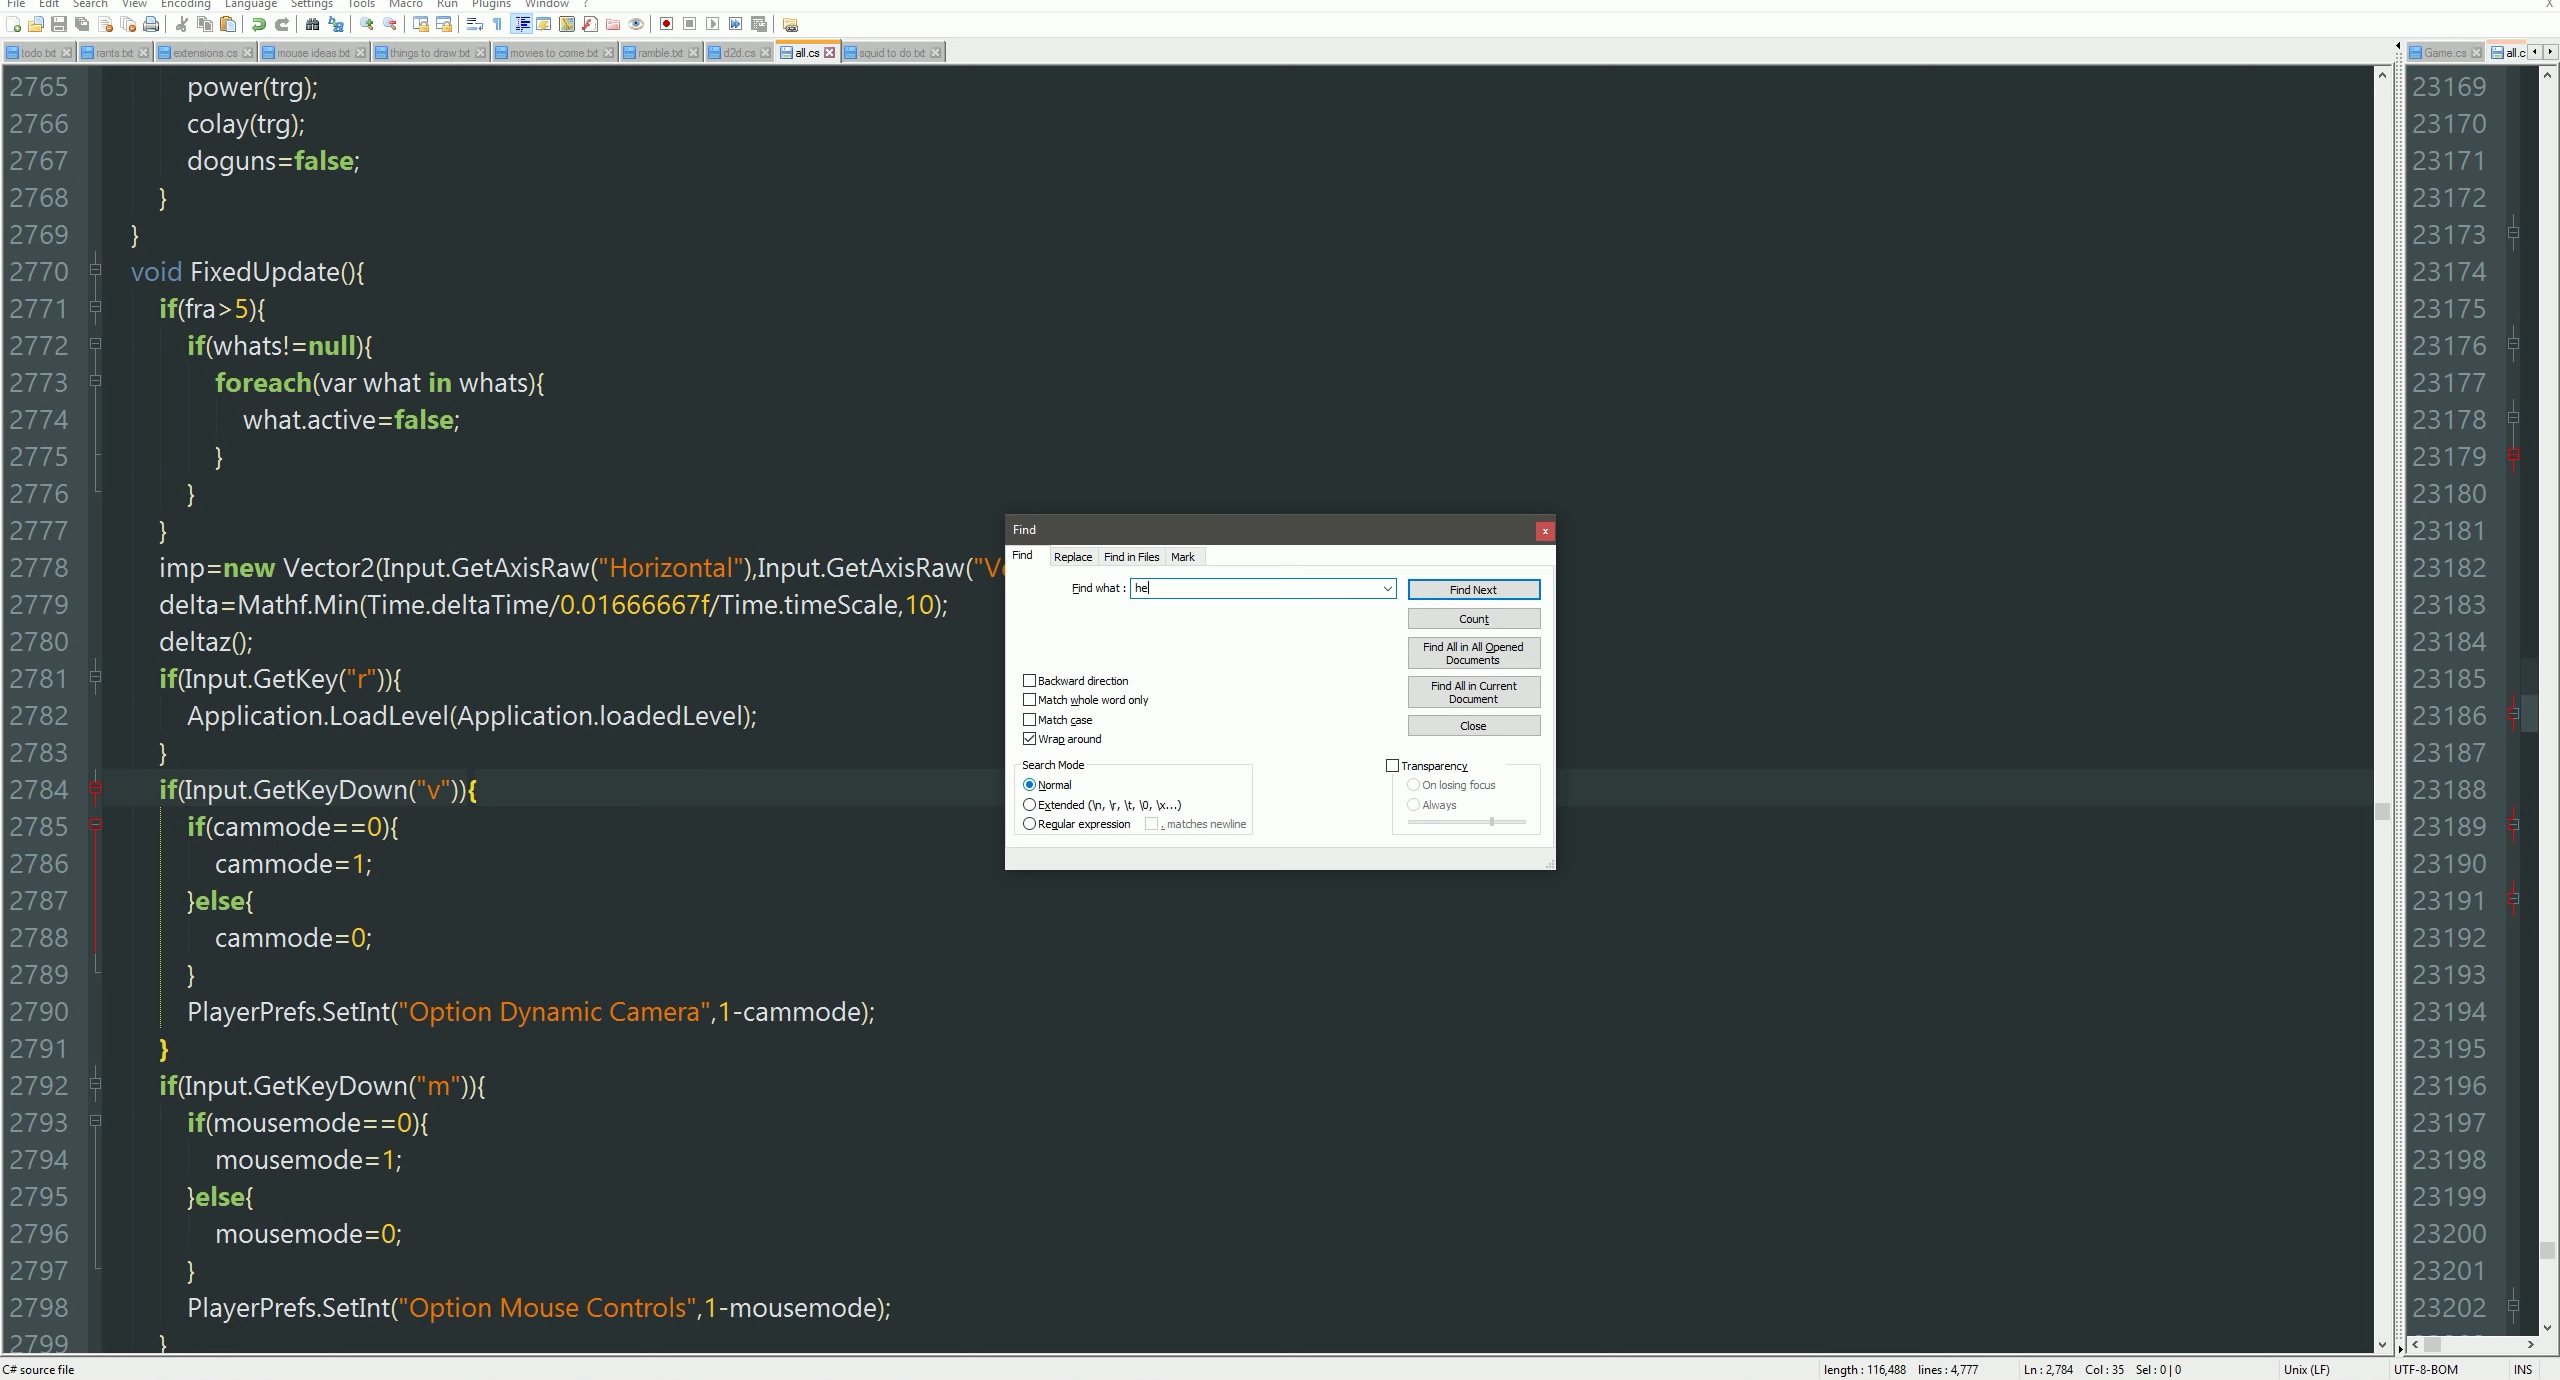 File Edit Search View Encoding Language Settings Tools Macro Run Plugins Window ? X
todo.txt rants.txt extensions.cs mouse ideas.txt things to draw.txt movies to come.txt ramble.txt d2d.cs all.cs squid to do.txt Game.cs all.c
2765 power(trg);
2766 colay(trg);
2767 doguns=false;
2768 }
2769 }
2770 void FixedUpdate(){
2771 if(fra>5){
2772 if(whats!=null){
2773 foreach(var what in whats){
2774 what.active=false;
2775 }
2776 }
2777 }
2778 imp=new Vector2(Input.GetAxisRaw("Horizontal"),Input.GetAxisRaw("Ve
2779 delta=Mathf.Min(Time.deltaTime/0.01666667f/Time.timeScale,10);
2780 deltaz();
2781 if(Input.GetKey("r")){
2782 Application.LoadLevel(Application.loadedLevel);
2783 }
2784 if(Input.GetKeyDown("v")){
2785 if(cammode==0){
2786 cammode=1;
2787 }else{
2788 cammode=0;
2789 }
2790 PlayerPrefs.SetInt("Option Dynamic Camera",1-cammode);
2791 }
2792 if(Input.GetKeyDown("m")){
2793 if(mousemode==0){
2794 mousemode=1;
2795 }else{
2796 mousemode=0;
2797 }
2798 PlayerPrefs.SetInt("Option Mouse Controls",1-mousemode);
2799 }
Find x
Find Replace Find in Files Mark
Find what : he Find Next
Count
Find All in All Opened
Documents
Find All in Current
Document
Close
Backward direction
Match whole word only
Match case
Wrap around
Search Mode
Normal
Extended (\n, \r, \t, \0, \x...)
Regular expression . matches newline
Transparency
On losing focus
Always
23169
23170
23171
23172
23173
23174
23175
23176
23177
23178
23179
23180
23181
23182
23183
23184
23185
23186
23187
23188
23189
23190
23191
23192
23193
23194
23195
23196
23197
23198
23199
23200
23201
23202
C# source file length : 116,488 lines : 4,777 Ln : 2,784 Col : 35 Sel : 0 | 0 Unix (LF) UTF-8-BOM INS